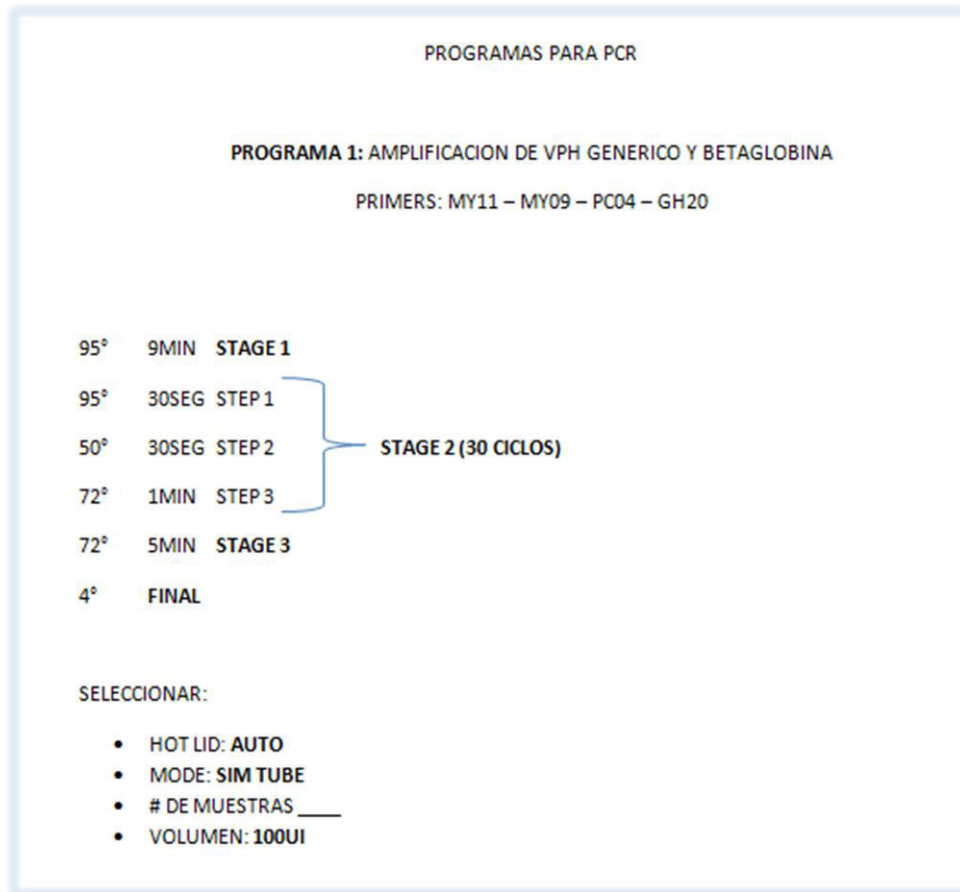 PROGRAMAS PARA PCR
PROGRAMA 1: AMPLIFICACION DE VPH GENERICO Y BETAGLOBINA
PRIMERS: MY11 – MY09 – PC04 – GH20
95° 9MIN STAGE 1
95° 30SEG STEP 1
50° 30SEG STEP 2 STAGE 2 (30 CICLOS)
72° 1MIN STEP 3
72° 5MIN STAGE 3
4° FINAL
SELECCIONAR:
• HOT LID: AUTO
• MODE: SIM TUBE
• # DE MUESTRAS ____
• VOLUMEN: 100UI